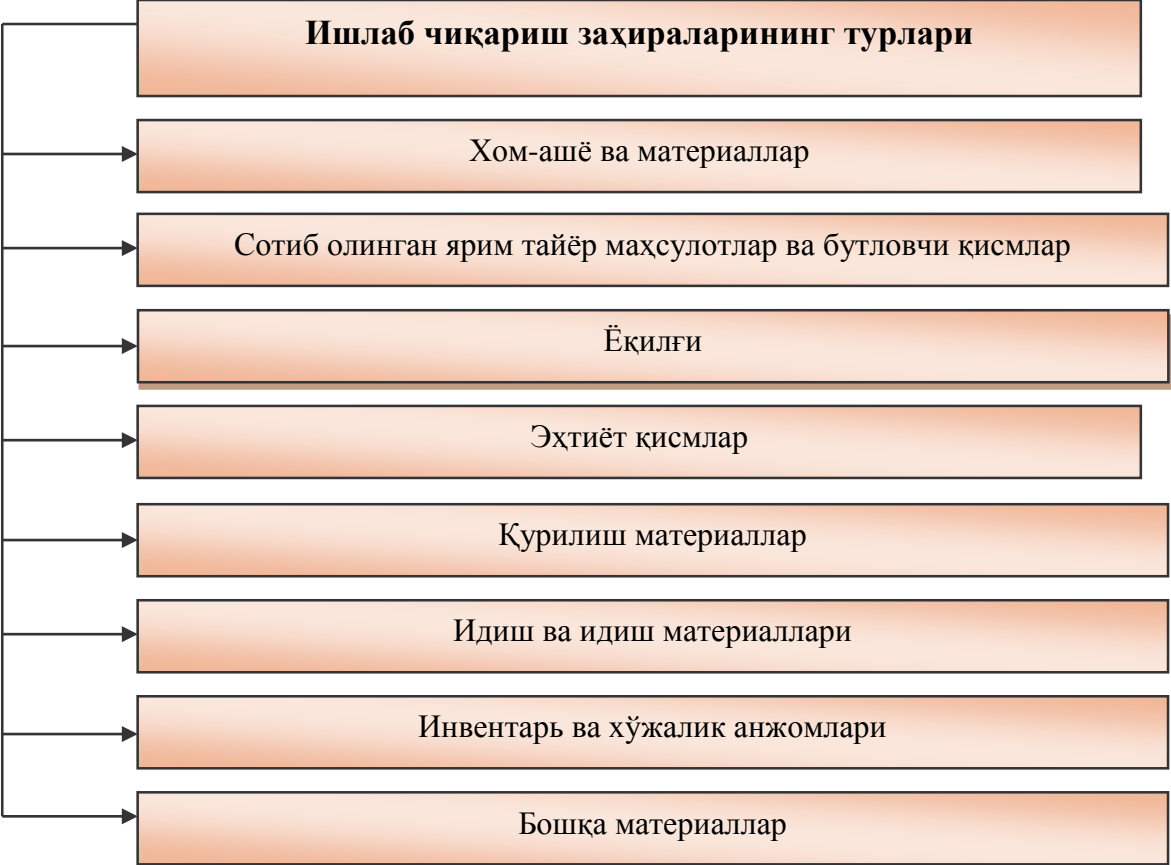 Ишлаб чиқариш заҳираларининг турлари
Хом-ашё ва материаллар
Сотиб олинган ярим тайёр маҳсулотлар ва бутловчи қисмлар
Ёқилғи
Эҳтиёт қисмлар
Қурилиш материаллар
Идиш ва идиш материаллари
Инвентарь ва хўжалик анжомлари
Бошқа материаллар